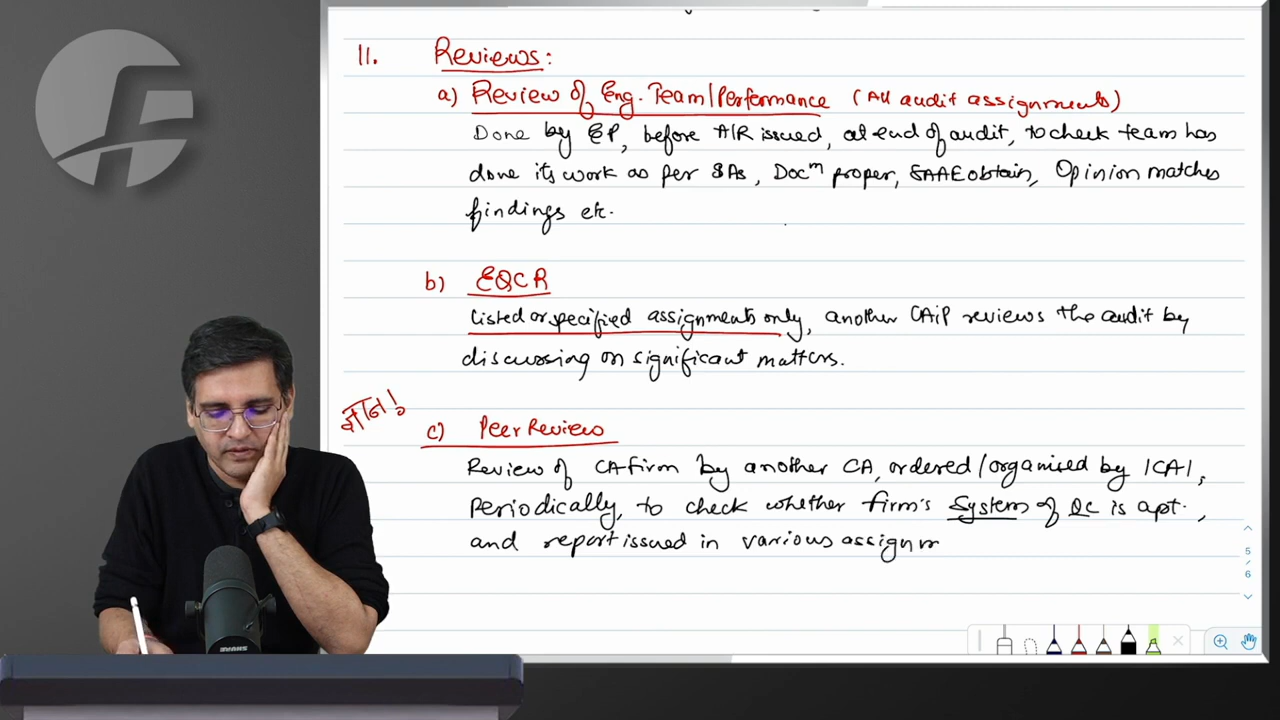 11. Reviews:
a) Review of Eng. Team/Performance (All audit assignments)
Done by EP, before A/R issued, at end of audit, to check team has
done its work as per SAs, Docm proper, SAAE obtain, Opinion matches
findings etc.
b) EQCR
Listed or specified assignments only, another CAiP reviews the audit by
discussing on significant matters.
ज्ञान!
c) Peer Review
Review of CA firm by another CA, ordered/organised by ICAI,
Periodically, to check whether firm's System of QC is apt.,
and report issued in various assignm
5
/
6